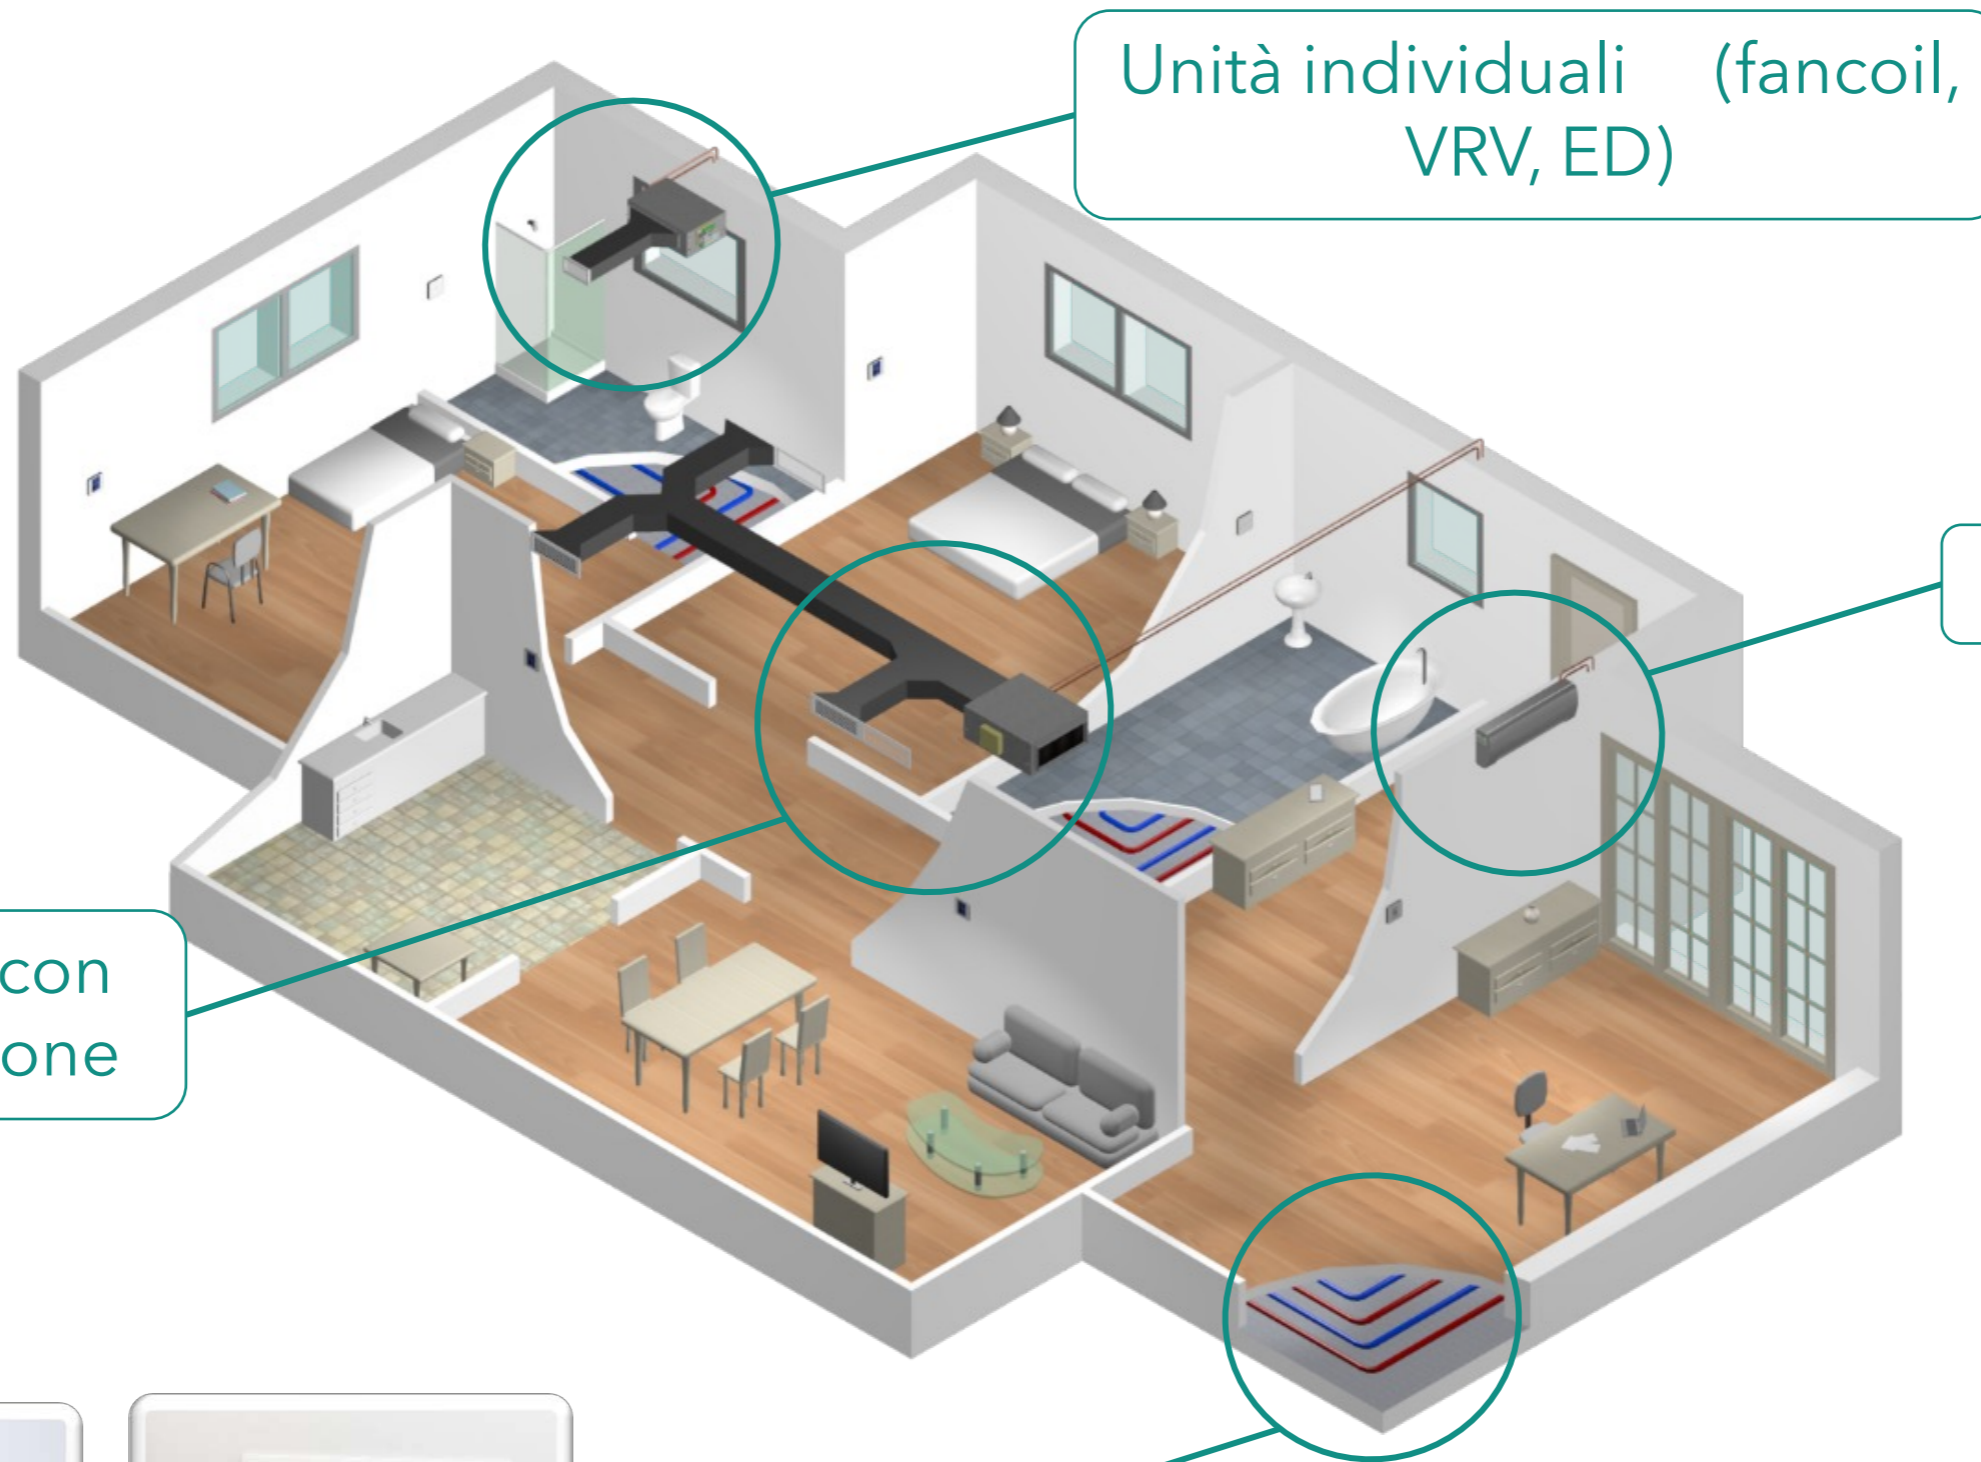 Unità individuali (fancoil,
VRV, ED)
con
one